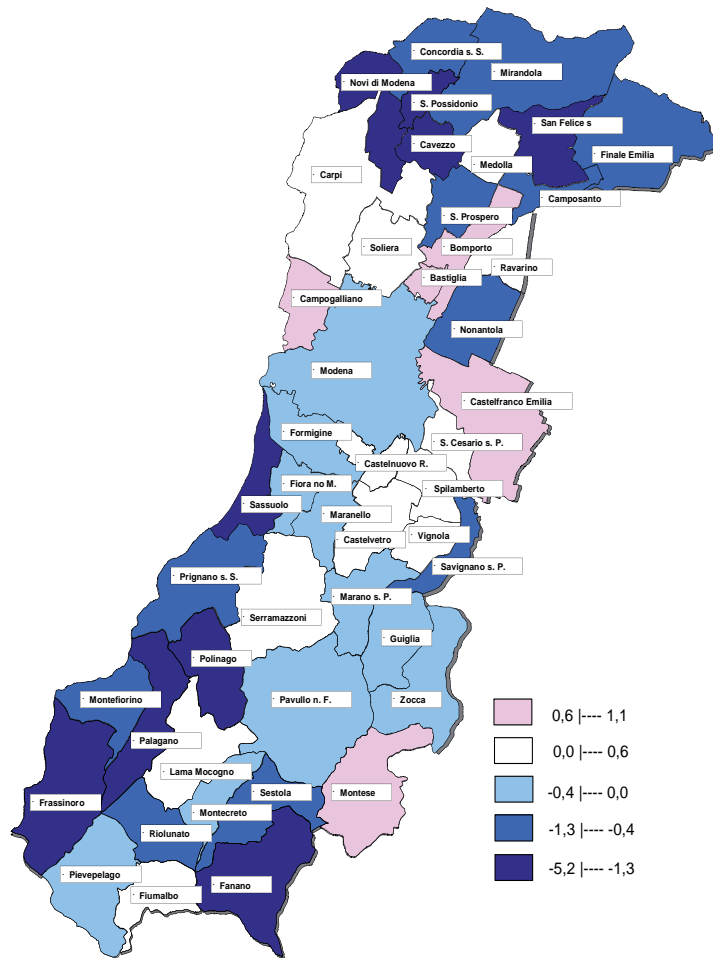 Concordia s. S.
Mirandola
Novi di Modena
S. Possidonio
San Felice s
Cavezzo
Finale Emilia
Medolla
Carpi
Camposanto
S. Prospero
Soliera
Bomporto
Ravarino
Bastiglia
Campogalliano
Nonantola
Modena
Castelfranco Emilia
Formigine
S. Cesario s. P.
Castelnuovo R.
Fiora no M.
Spilamberto
Sassuolo
Maranello
Vignola
Castelvetro
Savignano s. P.
Prignano s. S.
Marano s. P.
Serramazzoni
Guiglia
Polinago
Montefiorino
Pavullo n. F.
Zocca
0,6 |---- 1,1
Palagano
0,0 |---- 0,6
Lama Mocogno
Sestola
Montese
-0,4 |---- 0,0
Frassinoro
Montecreto
Riolunato
-1,3 |---- -0,4
Pievepelago
Fanano
-5,2 |---- -1,3
Fiumalbo